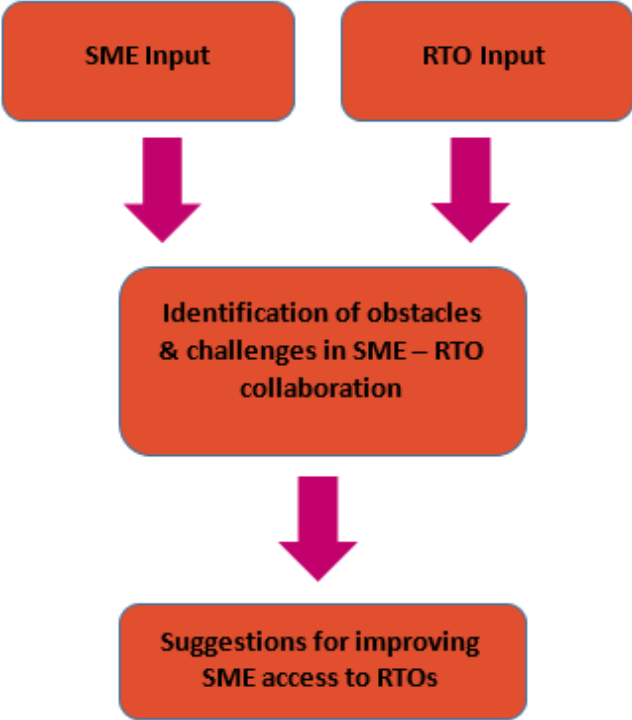 SME Input
RTO Input
Identification of obstacles
& challenges in SME – RTO
collaboration
Suggestions for improving
SME access to RTOs